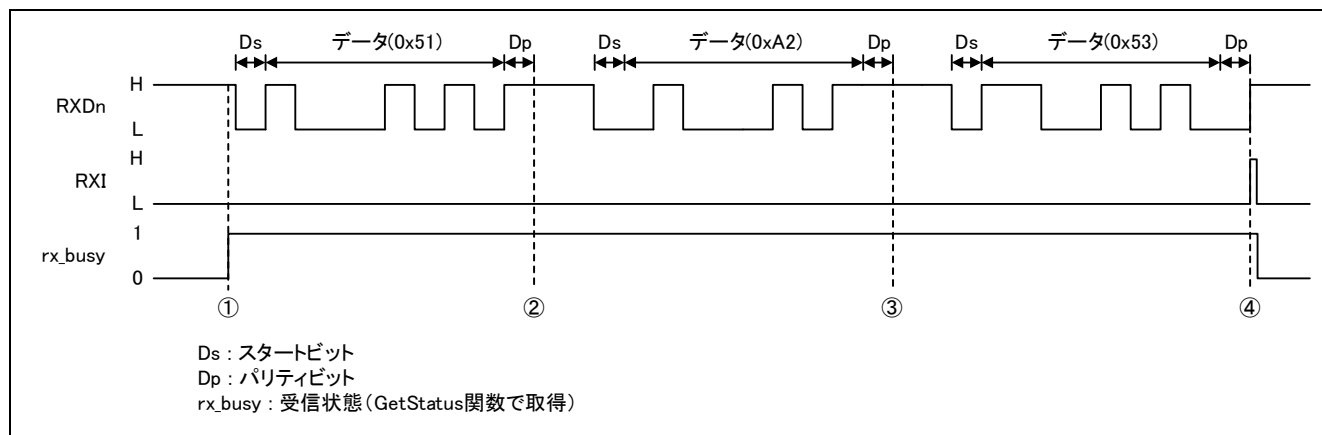 Ds データ(0x51) Dp Ds データ(0xA2) Dp Ds データ(0x53) Dp
H
RXDn
L
H
RXI
L
1
rx_busy
0
① ② ③ ④
Ds : スタートビット
Dp : パリティビット
rx_busy : 受信状態(GetStatus関数で取得)